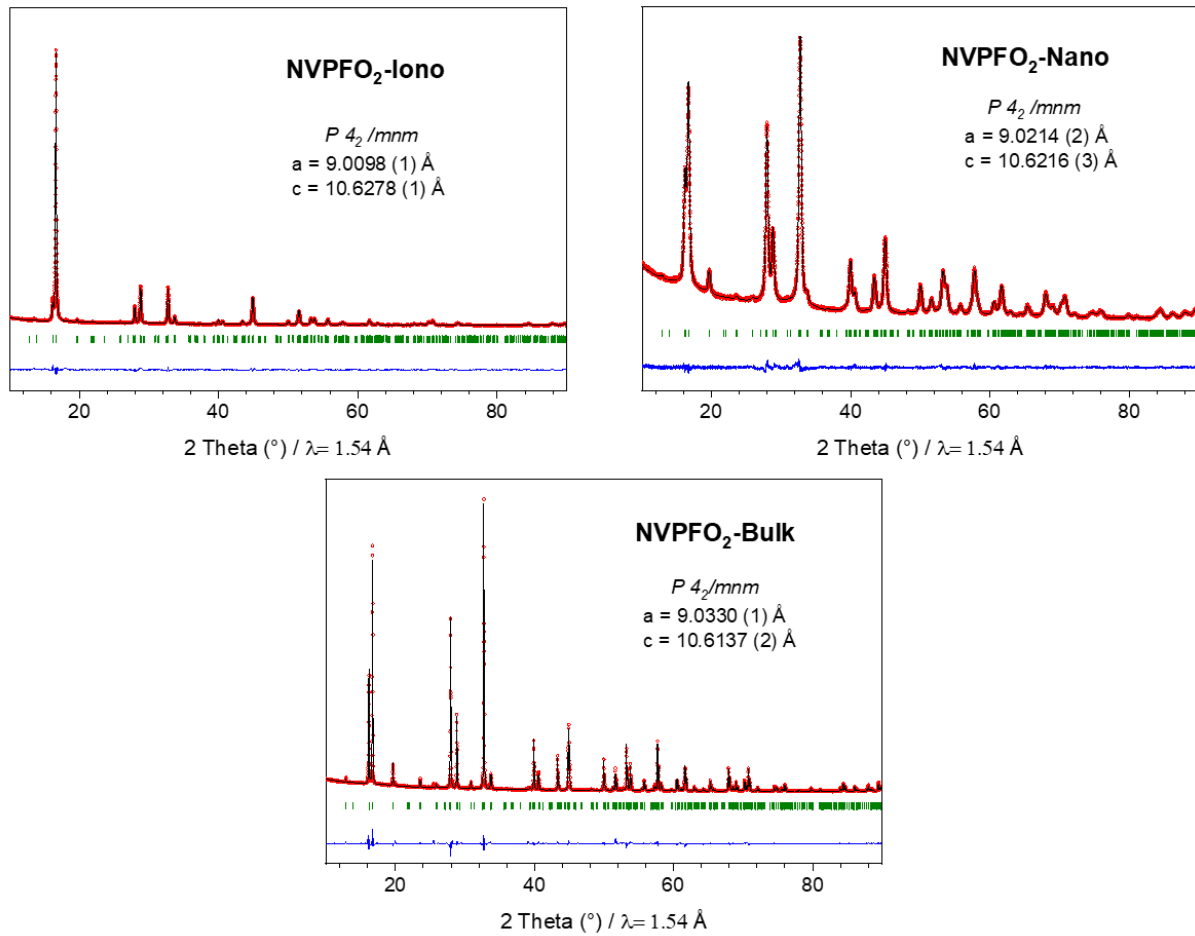 NVPFO₂-Iono
P 4₂ /mnm
a = 9.0098 (1) Å
c = 10.6278 (1) Å
20 40 60 80
2 Theta (°) / λ= 1.54 Å
NVPFO₂-Nano
P 4₂ /mnm
a = 9.0214 (2) Å
c = 10.6216 (3) Å
20 40 60 80
2 Theta (°) / λ= 1.54 Å
NVPFO₂-Bulk
P 4₂/mnm
a = 9.0330 (1) Å
c = 10.6137 (2) Å
20 40 60 80
2 Theta (°) / λ= 1.54 Å